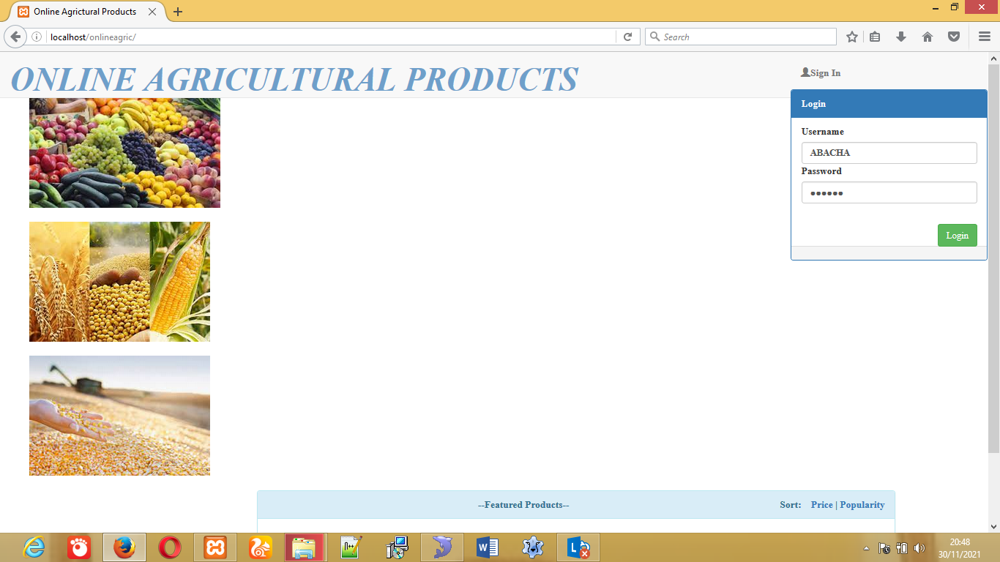 Online Agrictural Products
localhost/onlineagric/
Search
ONLINE AGRICULTURAL PRODUCTS
Sign In
Login
Username
ABACHA
Password
••••••
Login
--Featured Products--
Sort: Price | Popularity
20:48
30/11/2021